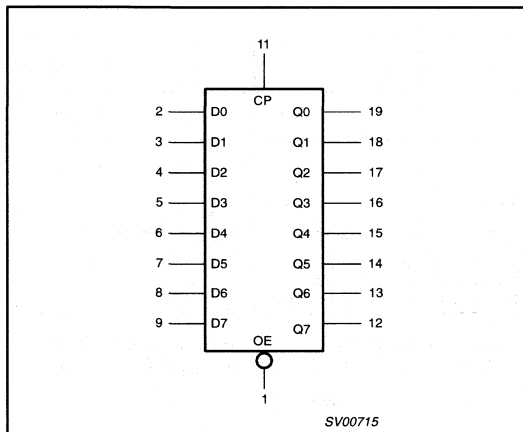 11
CP
2 D0 Q0 19
3 D1 Q1 18
4 D2 Q2 17
5 D3 Q3 16
6 D4 Q4 15
7 D5 Q5 14
8 D6 Q6 13
9 D7 Q7 12
OE
1
SV00715